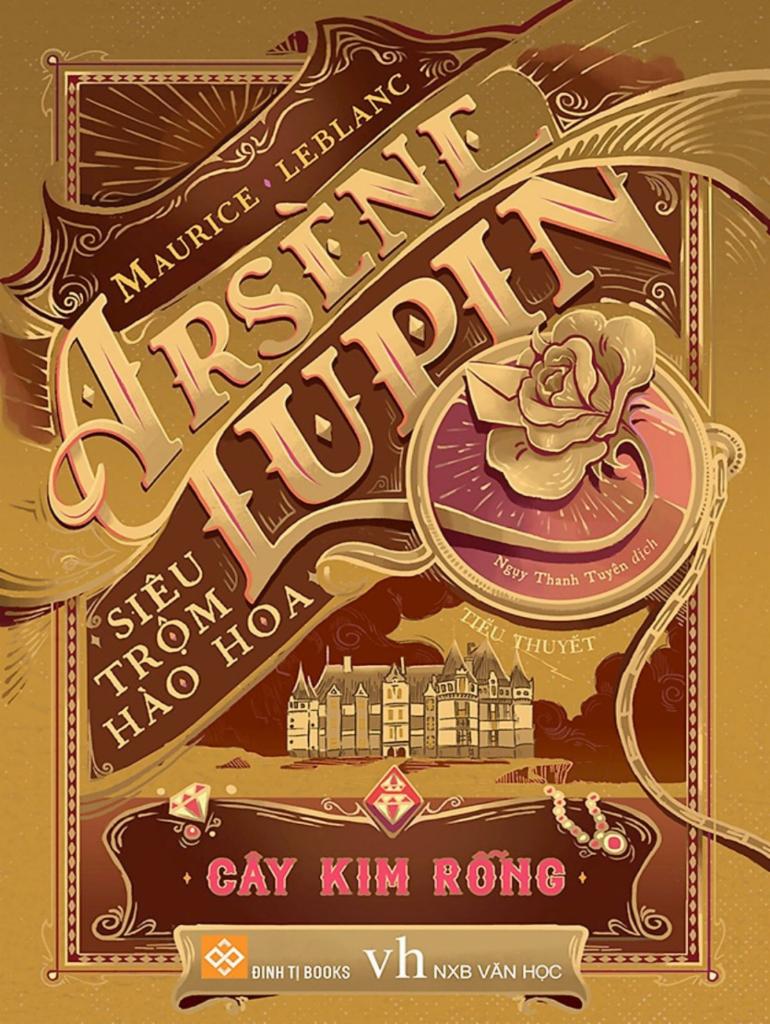 MAURICE LEBLANC
ARSÈNE
LUPIN
SIÊU
TRỘM
HÀO HOA
Ngụy Thanh Tuyên dịch
TIỂU THUYẾT
CÂY KIM RỖNG
ĐINH TỊ BOOKS
vh NXB VĂN HỌC